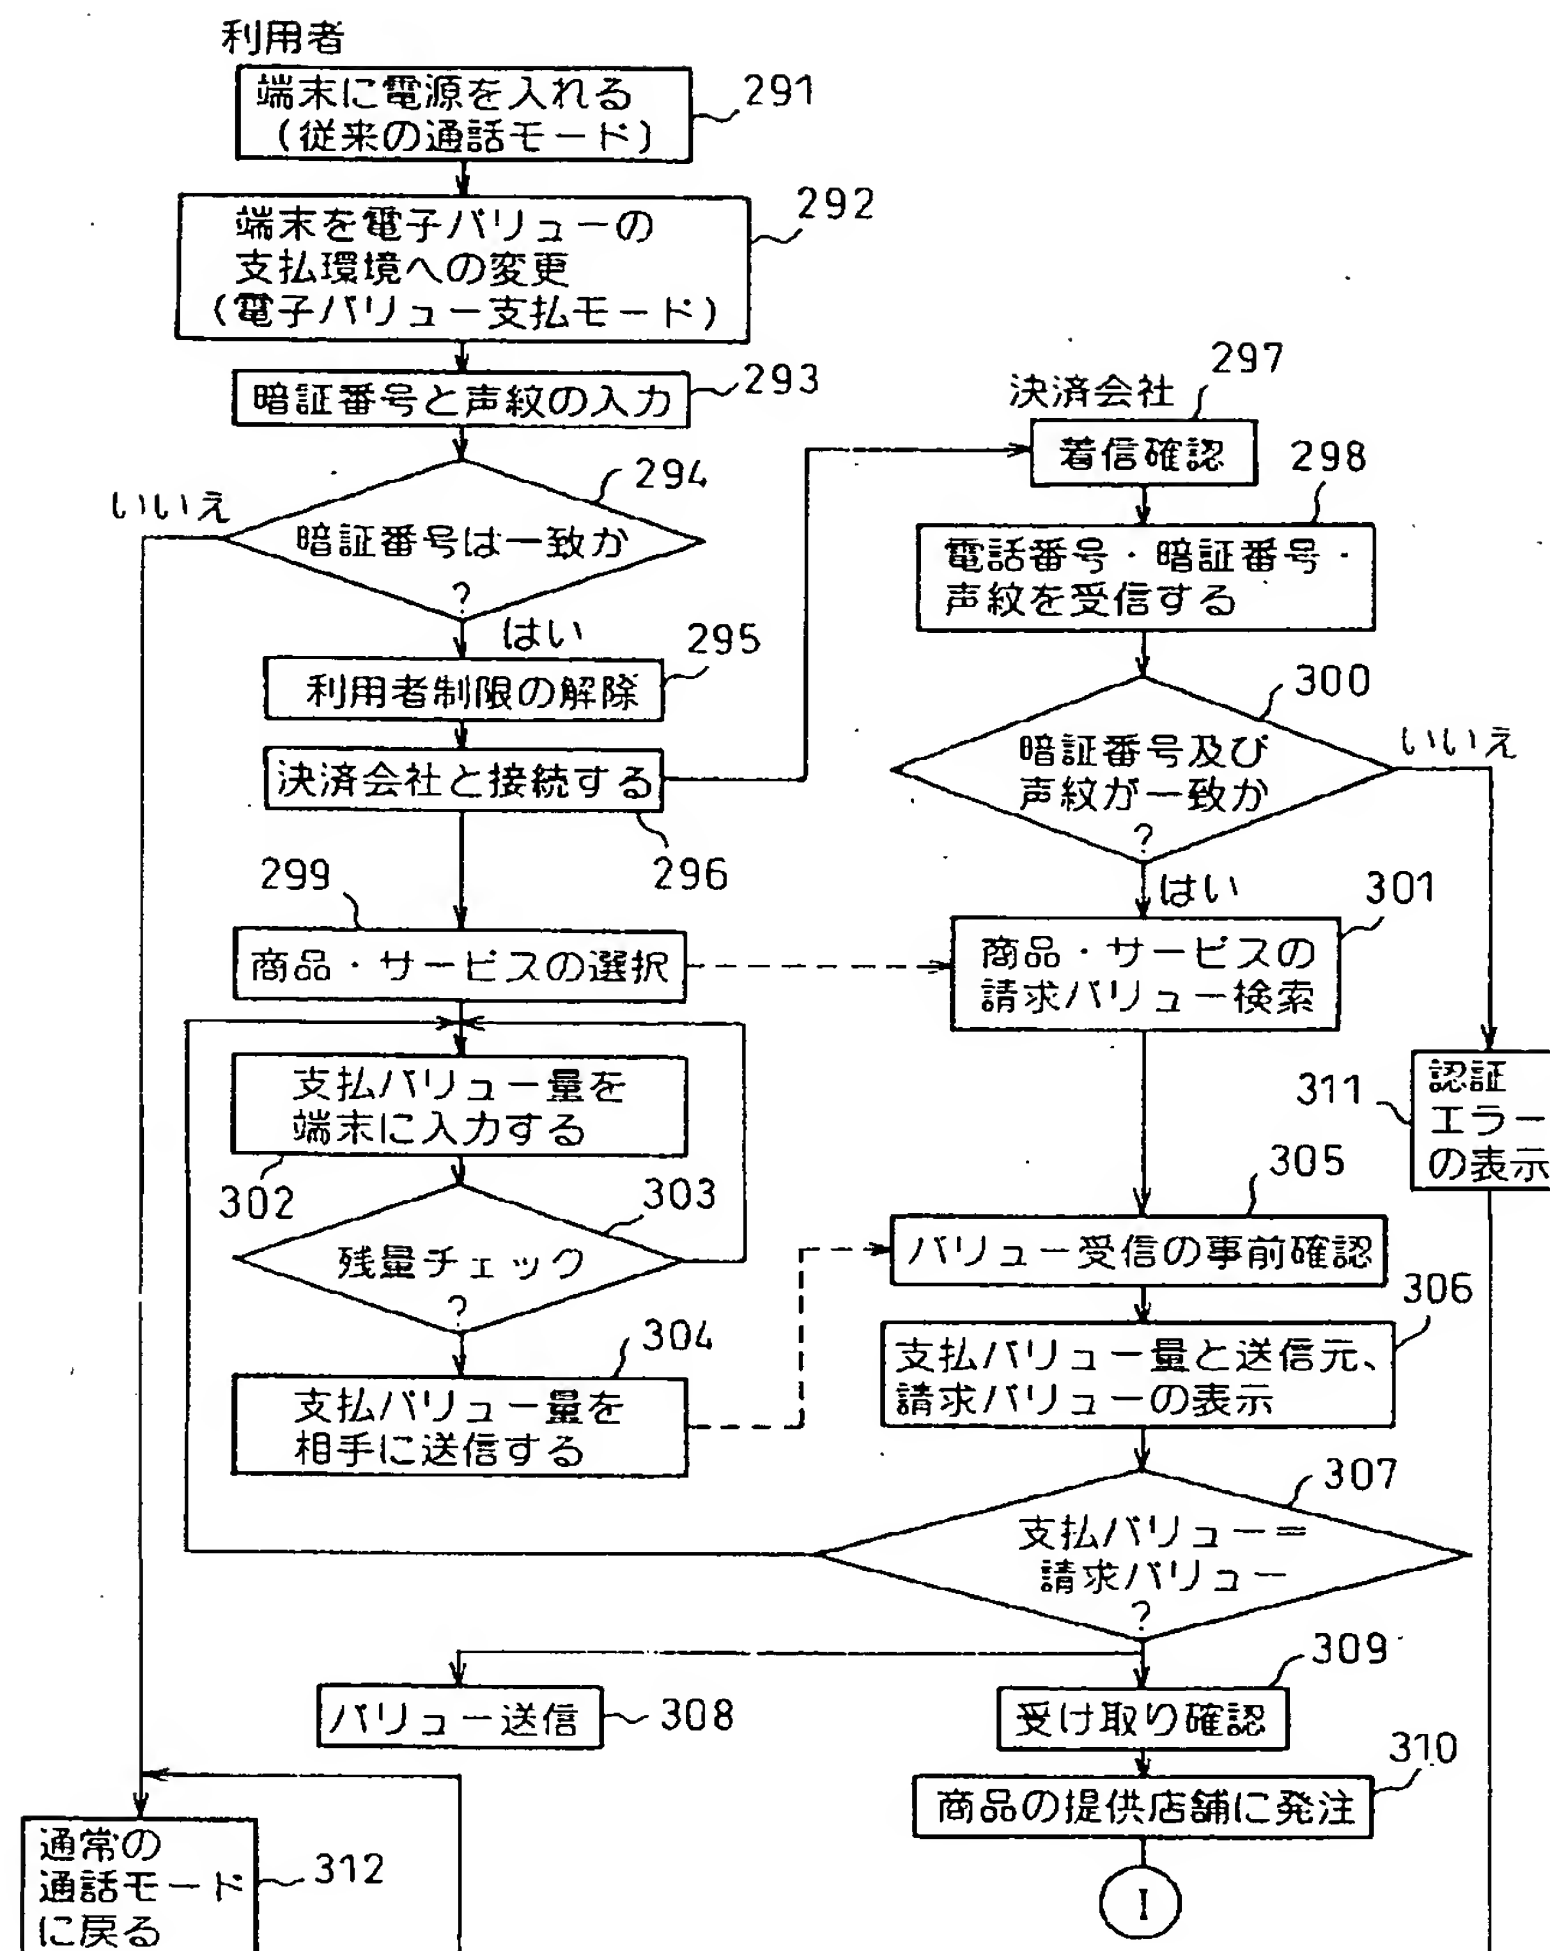 利用者
端末に電源を入れる
(従来の通話モード)
291
端末を電子バリューの
支払環境への変更
(電子バリュー支払モード)
292
暗証番号と声紋の入力
293
暗証番号は一致か
?
294
いいえ
はい
利用者制限の解除
295
決済会社と接続する
296
決済会社
着信確認
297
電話番号・暗証番号・
声紋を受信する
298
商品・サービスの選択
299
暗証番号及び
声紋が一致か
?
300
いいえ
はい
商品・サービスの
請求バリュー検索
301
支払バリュー量を
端末に入力する
302
残量チェック
?
303
支払バリュー量を
相手に送信する
304
バリュー受信の事前確認
305
支払バリュー量と送信元、
請求バリューの表示
306
支払バリュー=
請求バリュー
?
307
バリュー送信
308
受け取り確認
309
商品の提供店舗に発注
310
I
認証
エラー
の表示
311
通常の
通話モード
に戻る
312